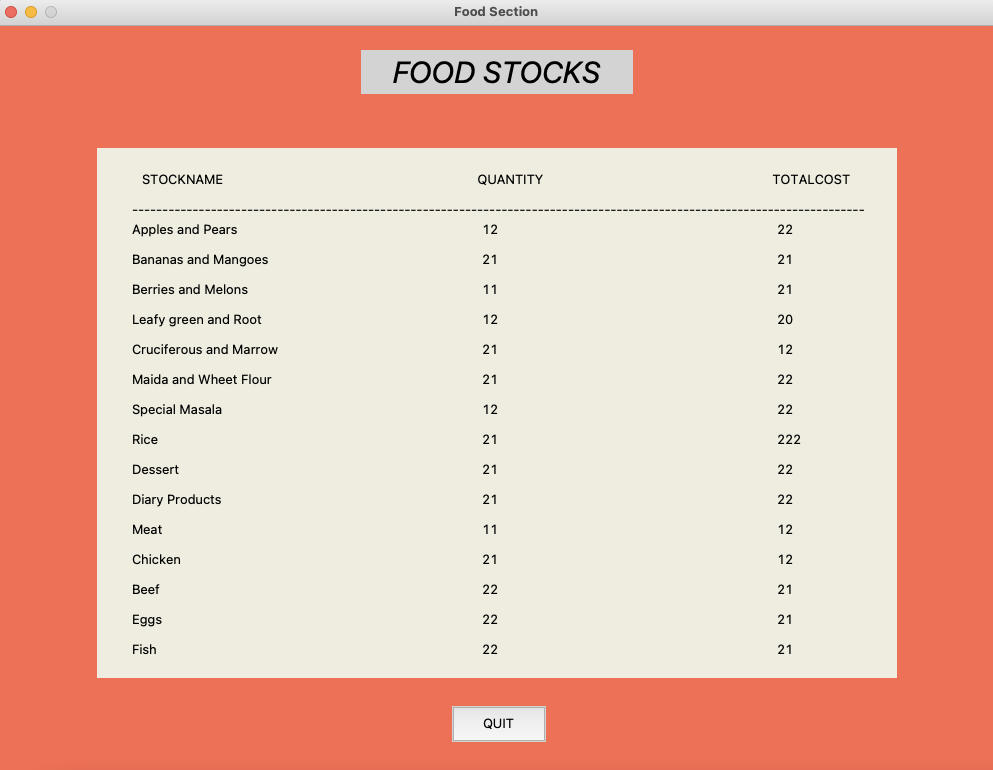 Food Section
FOOD STOCKS
STOCKNAME QUANTITY TOTALCOST
--------------------------------------------------------------------------------------------------------------------------
Apples and Pears 12 22
Bananas and Mangoes 21 21
Berries and Melons 11 21
Leafy green and Root 12 20
Cruciferous and Marrow 21 12
Maida and Wheet Flour 21 22
Special Masala 12 22
Rice 21 222
Dessert 21 22
Diary Products 21 22
Meat 11 12
Chicken 21 12
Beef 22 21
Eggs 22 21
Fish 22 21
QUIT